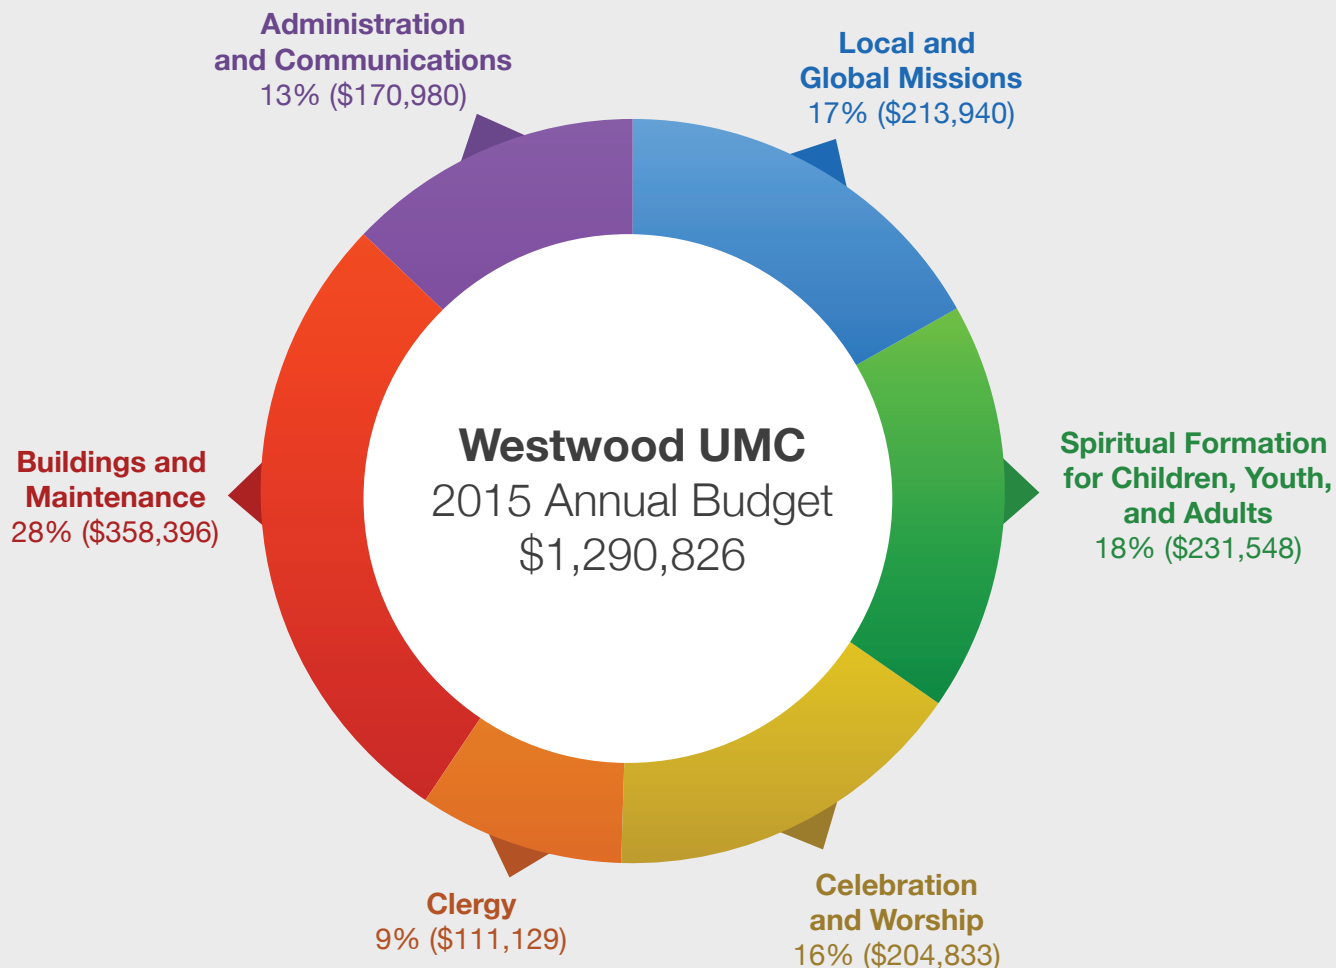 Administration
and Communications
13% ($170,980)
Local and
Global Missions
17% ($213,940)
Westwood UMC
2015 Annual Budget
$1,290,826
Buildings and
Maintenance
28% ($358,396)
Spiritual Formation
for Children, Youth,
and Adults
18% ($231,548)
Clergy
9% ($111,129)
Celebration
and Worship
16% ($204,833)